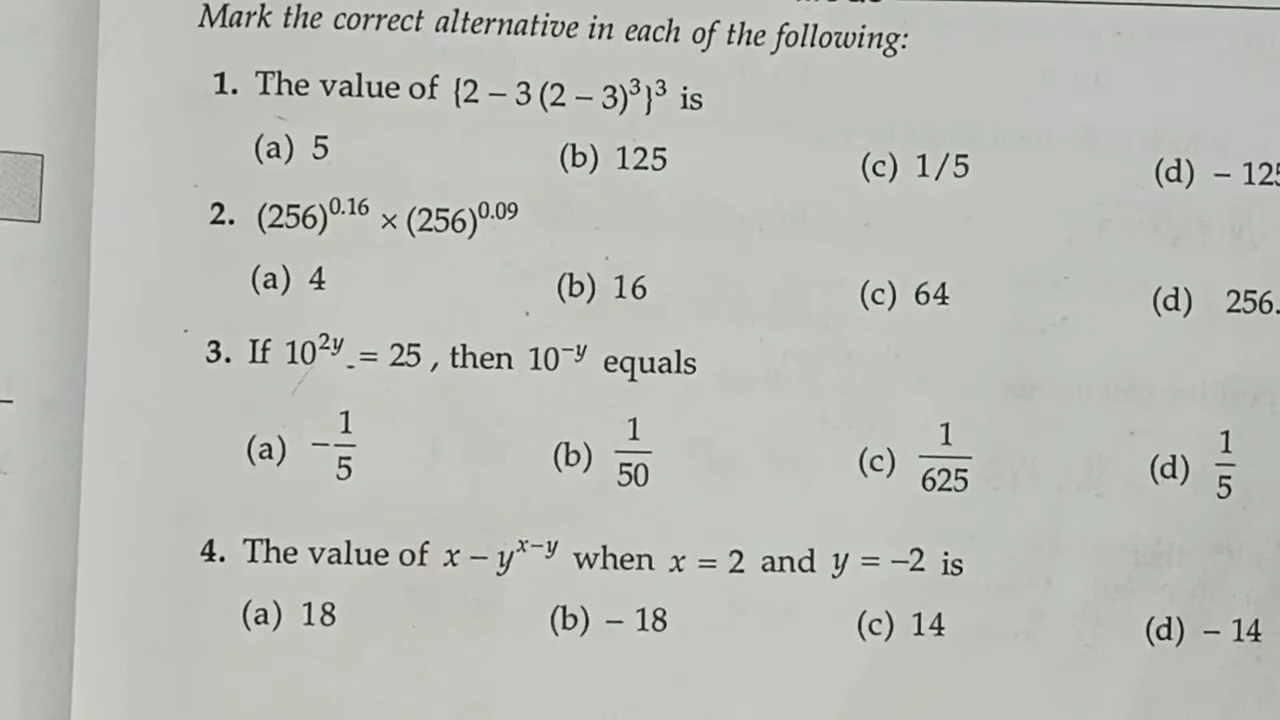 Mark the correct alternative in each of the following:
1. The value of {2 – 3 (2 – 3)³}³ is
(a) 5 (b) 125 (c) 1/5 (d) – 125
2. (256)^0.16 × (256)^0.09
(a) 4 (b) 16 (c) 64 (d) 256.
3. If 10^2y = 25 , then 10^–y equals
(a) –1/5 (b) 1/50 (c) 1/625 (d) 1/5
4. The value of x – y^x–y when x = 2 and y = –2 is
(a) 18 (b) – 18 (c) 14 (d) – 14